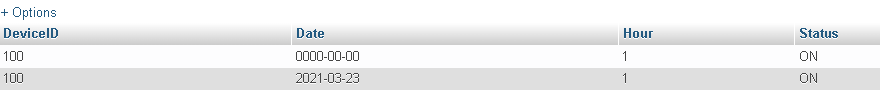 + Options
DeviceID Date Hour Status
100 0000-00-00 1 ON
100 2021-03-23 1 ON